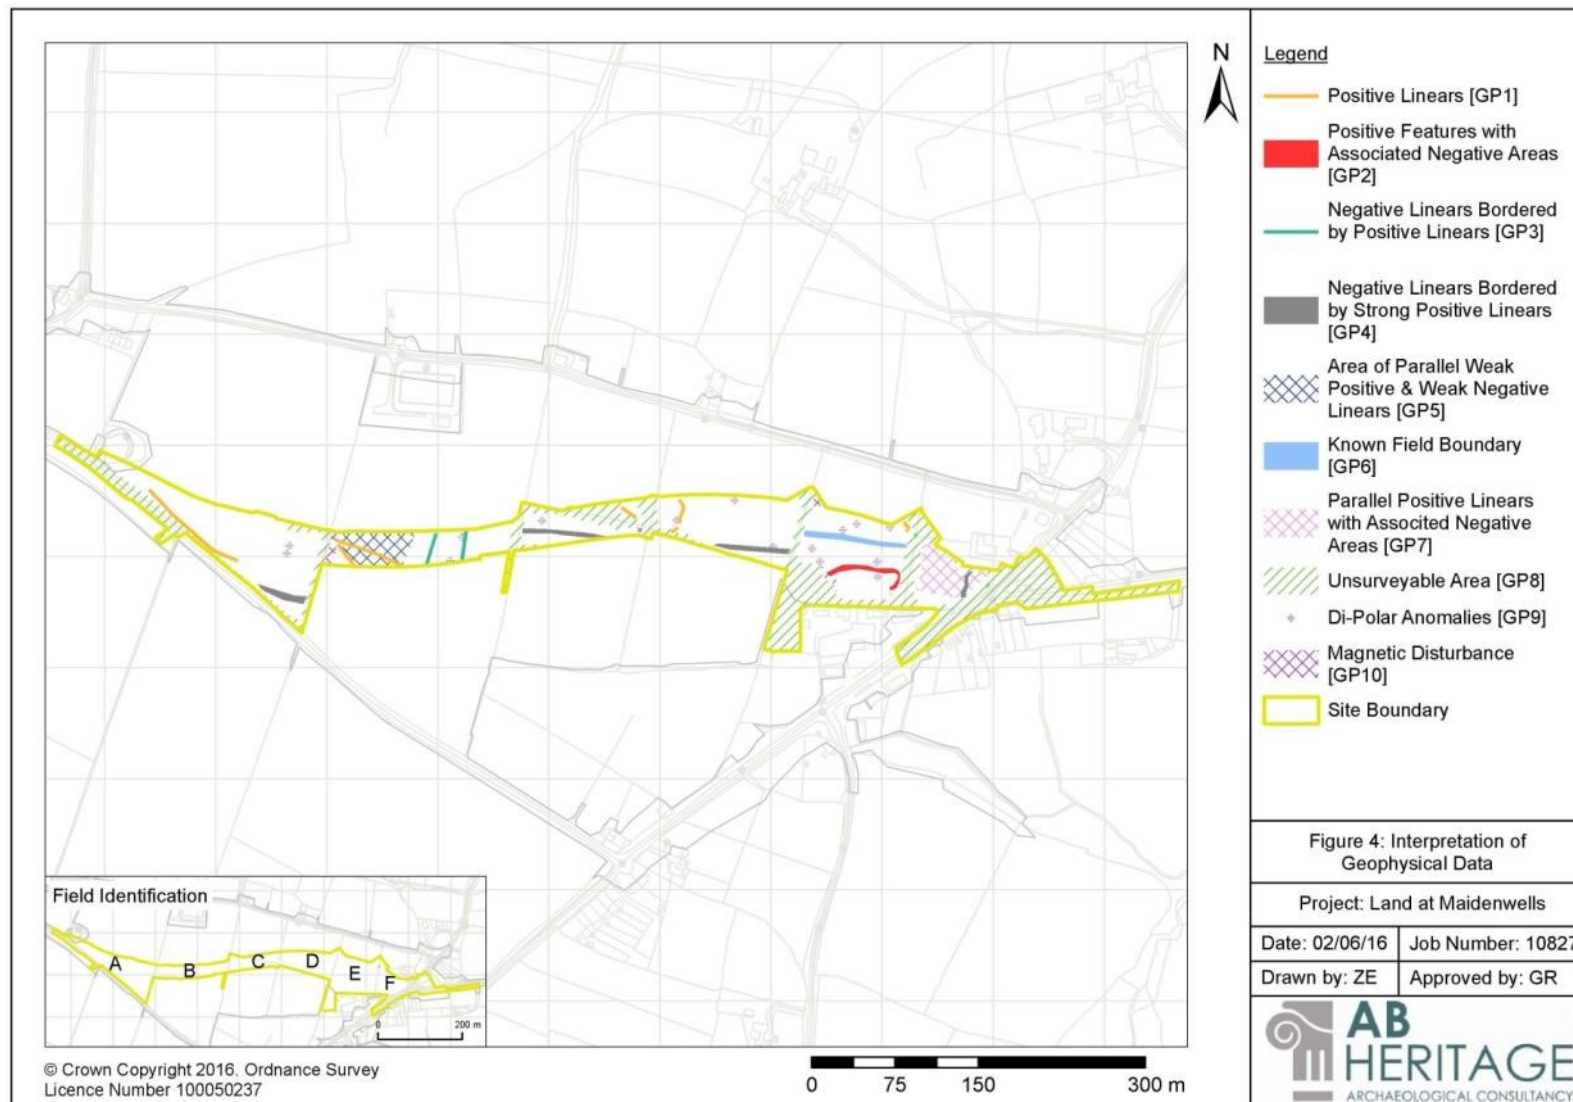 N
Legend
Positive Linears [GP1]
Positive Features with
Associated Negative Areas
[GP2]
Negative Linears Bordered
by Positive Linears [GP3]
Negative Linears Bordered
by Strong Positive Linears
[GP4]
Area of Parallel Weak
Positive & Weak Negative
Linears [GP5]
Known Field Boundary
[GP6]
Parallel Positive Linears
with Associted Negative
Areas [GP7]
Unsurveyable Area [GP8]
Di-Polar Anomalies [GP9]
Magnetic Disturbance
[GP10]
Site Boundary
Figure 4: Interpretation of
Geophysical Data
Project: Land at Maidenwells
Date: 02/06/16 Job Number: 10827
Drawn by: ZE Approved by: GR
AB
HERITAGE
ARCHAEOLOGICAL CONSULTANCY
Field Identification
A B C D E F
0 200 m
© Crown Copyright 2016. Ordnance Survey
Licence Number 100050237
0 75 150 300 m